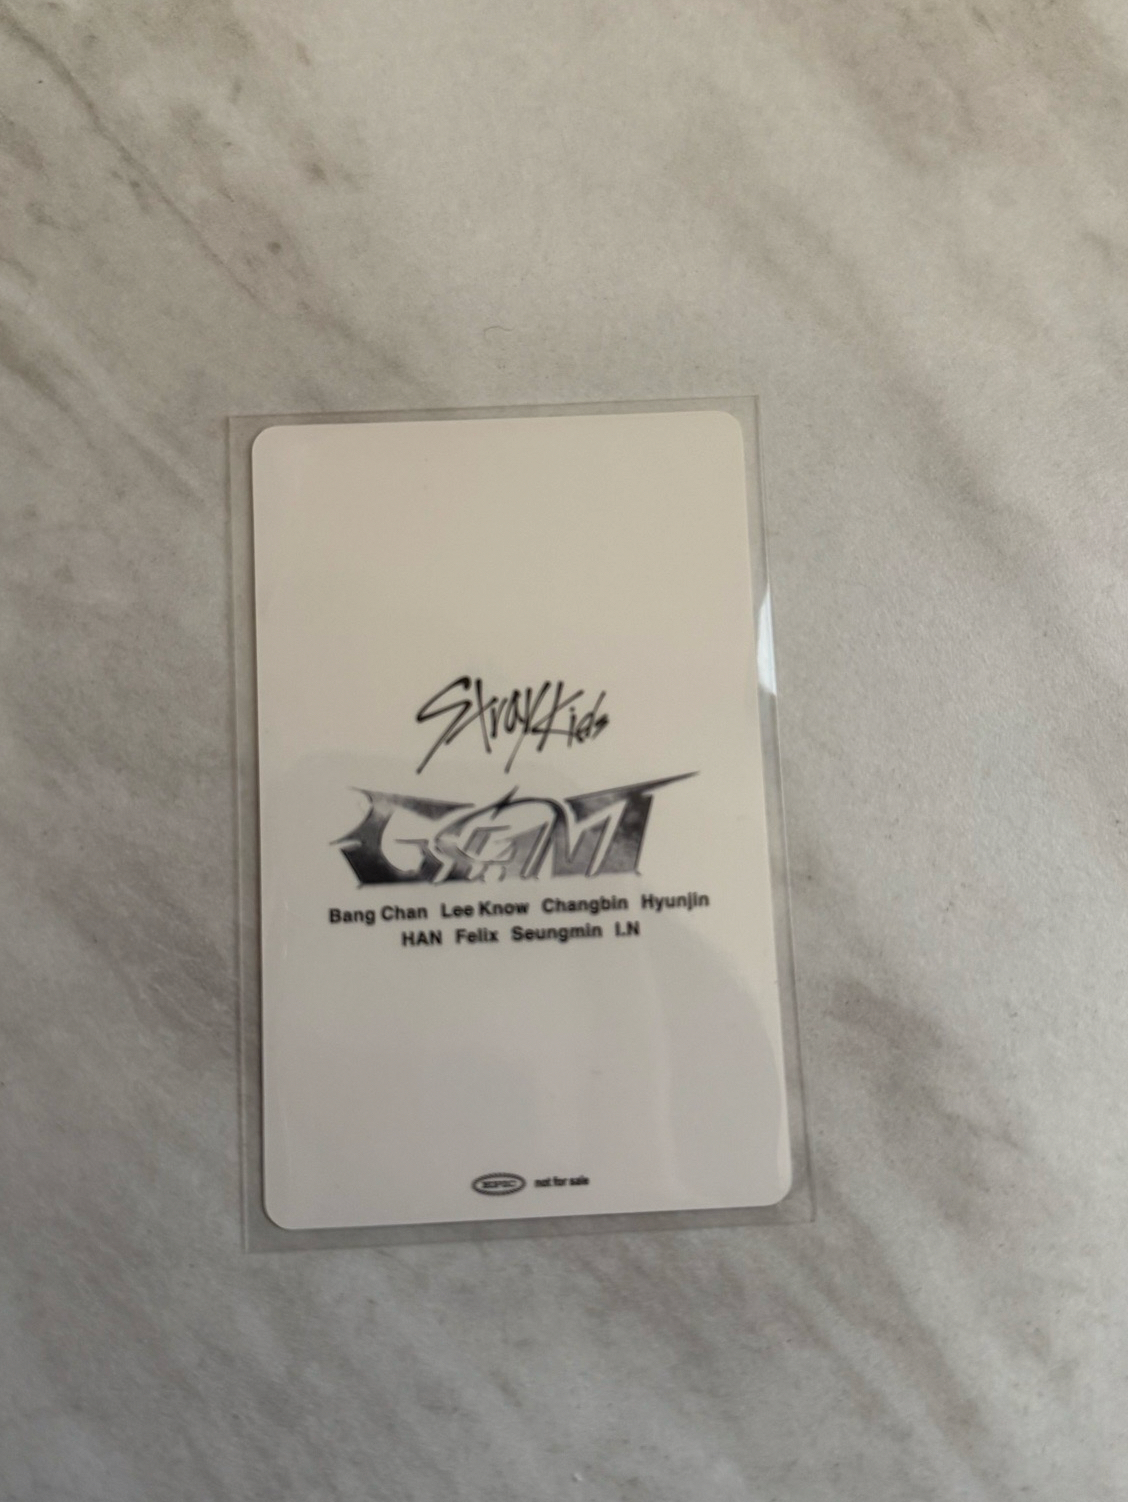 Stray Kids
GIANT
Bang Chan Lee Know Changbin Hyunjin
HAN Felix Seungmin I.N
EPIC not for sale